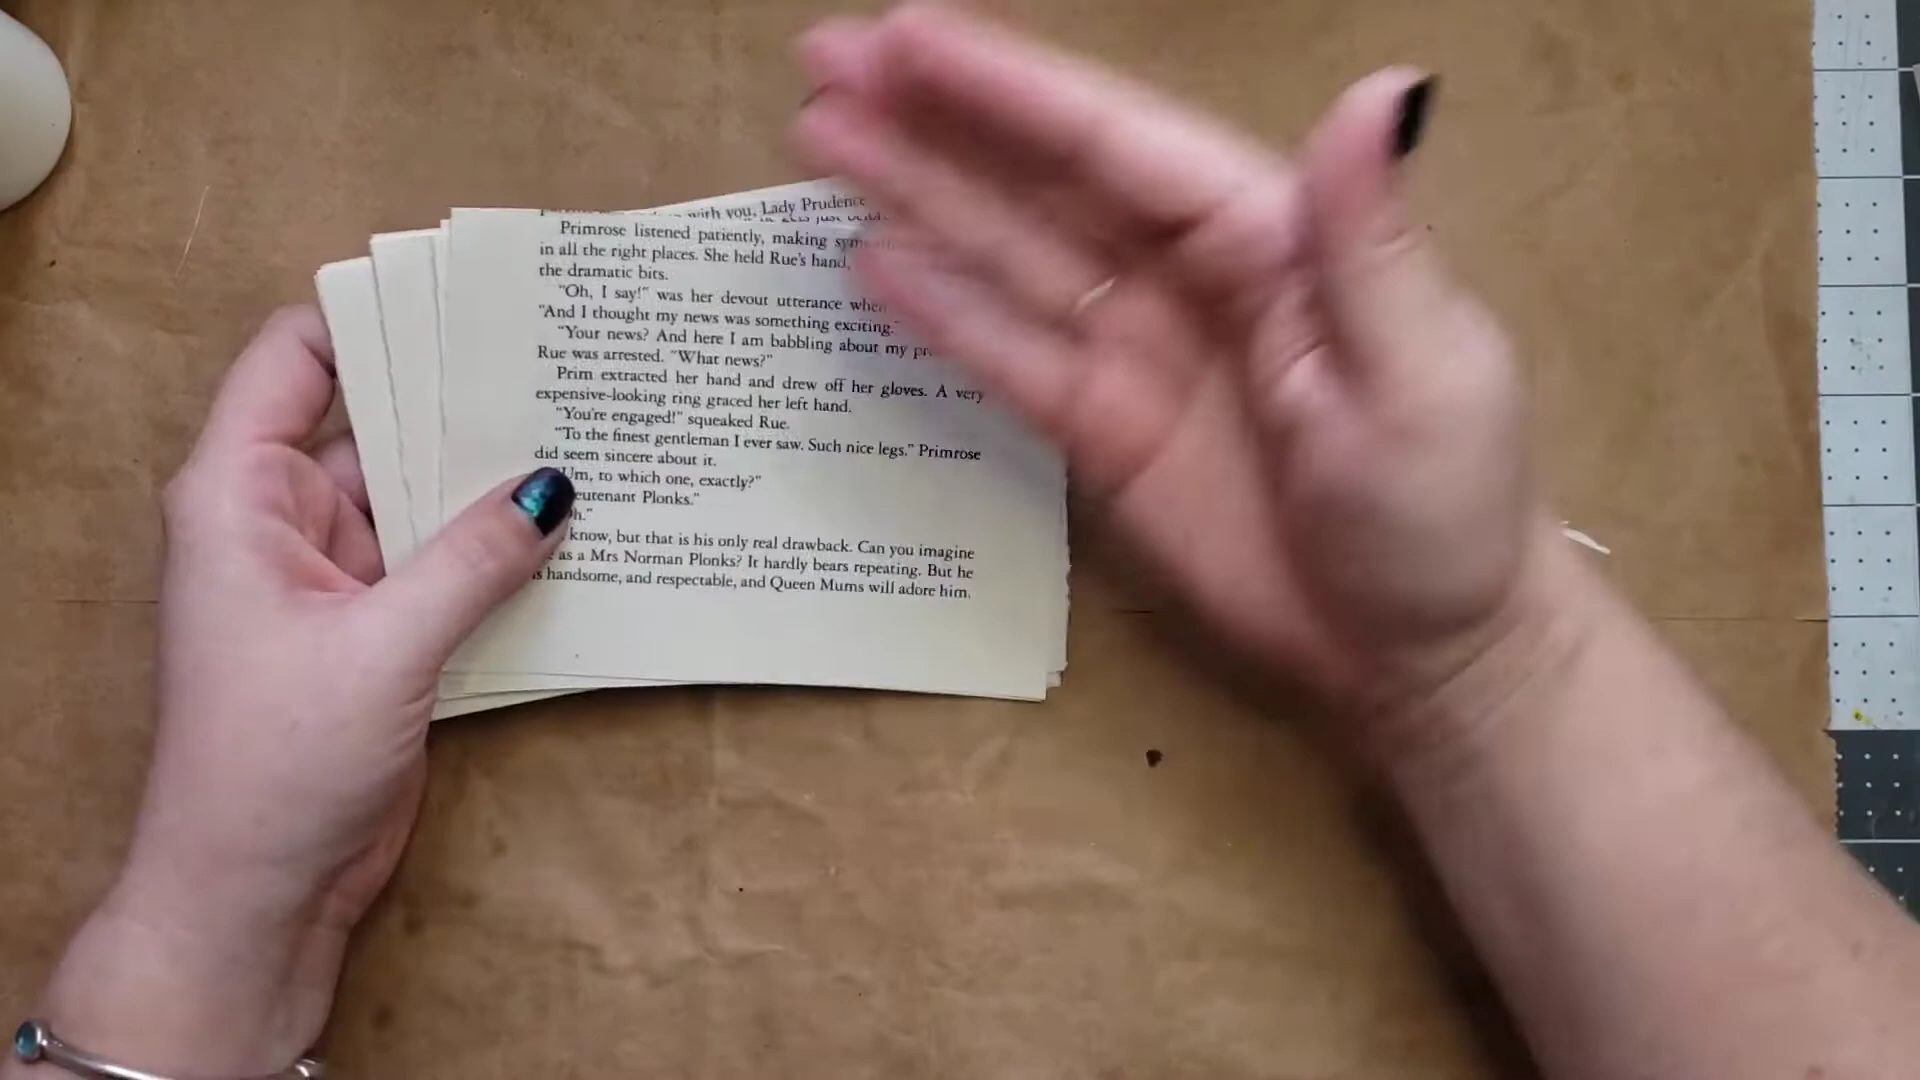 with you, Lady Prudence
Primrose listened patiently, making
in all the right places. She held Rue's hand,
the dramatic bits.
"Oh, I say!" was her devout utterance
"And I thought my news was something exciting."
"Your news? And here I am babbling about my
Rue was arrested. "What news?"
Prim extracted her hand and drew off her gloves. A very
expensive-looking ring graced her left hand.
"You're engaged!" squeaked Rue.
"To the finest gentleman I ever saw. Such nice legs." Primrose
did seem sincere about it.
Um, to which one, exactly?"
eutenant Plonks."
h."
know, but that is his only real drawback. Can you imagine
as a Mrs Norman Plonks? It hardly bears repeating. But he
is handsome, and respectable, and Queen Mums will adore him.